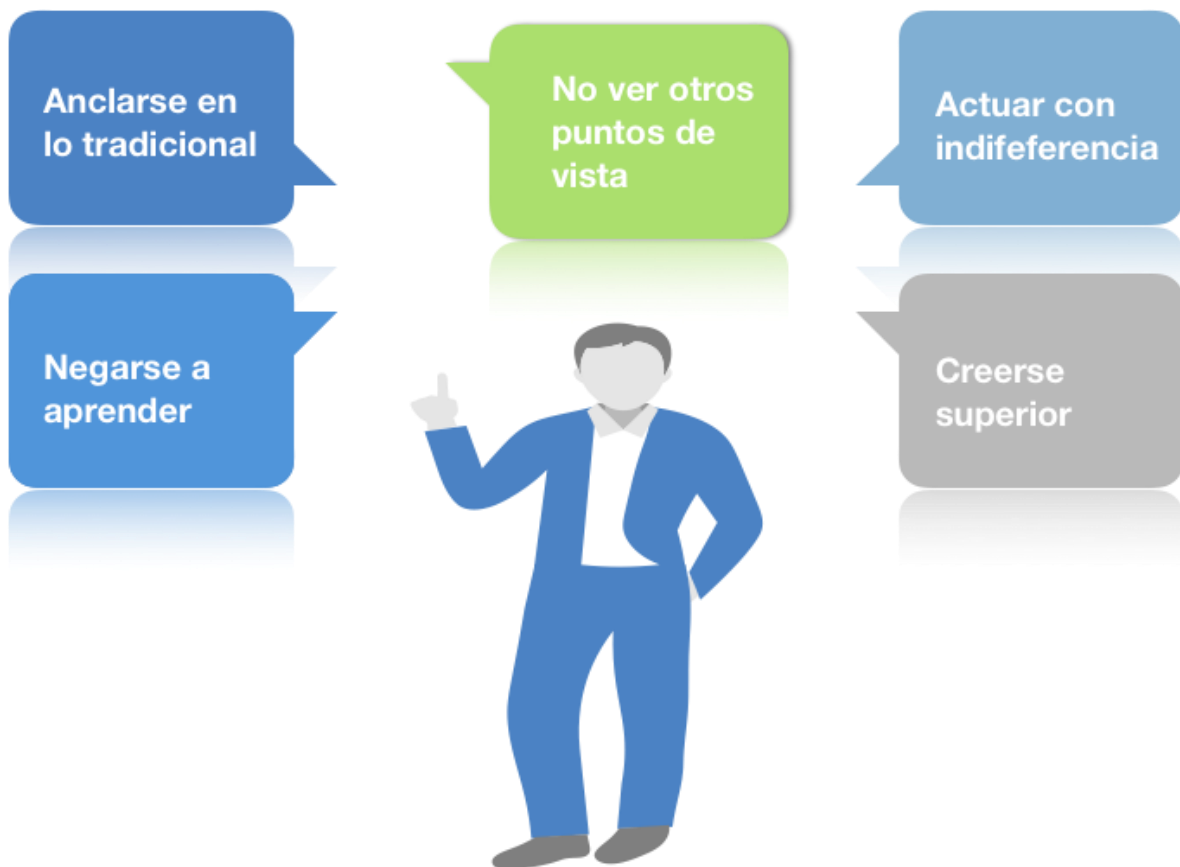 Anclarse en
lo tradicional
No ver otros
puntos de
vista
Actuar con
indifeferencia
Negarse a
aprender
Creerse
superior